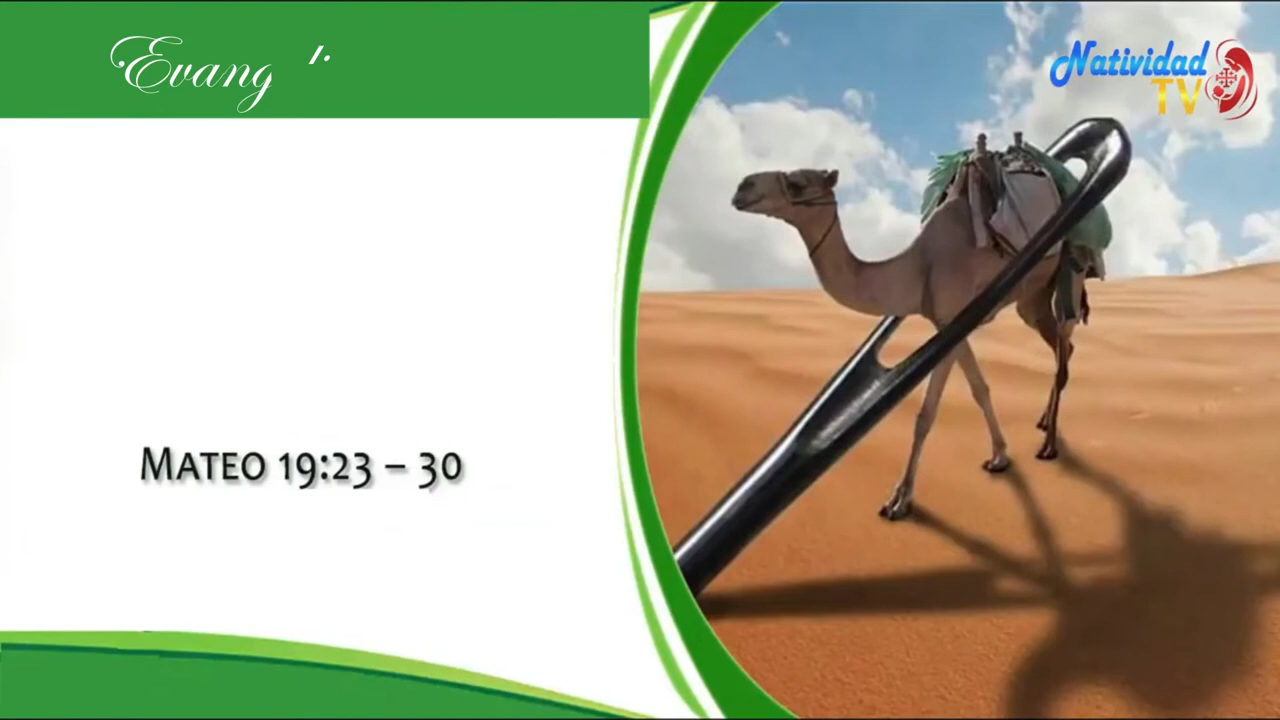 Evang
Natividad
TV
MATEO 19:23 – 30